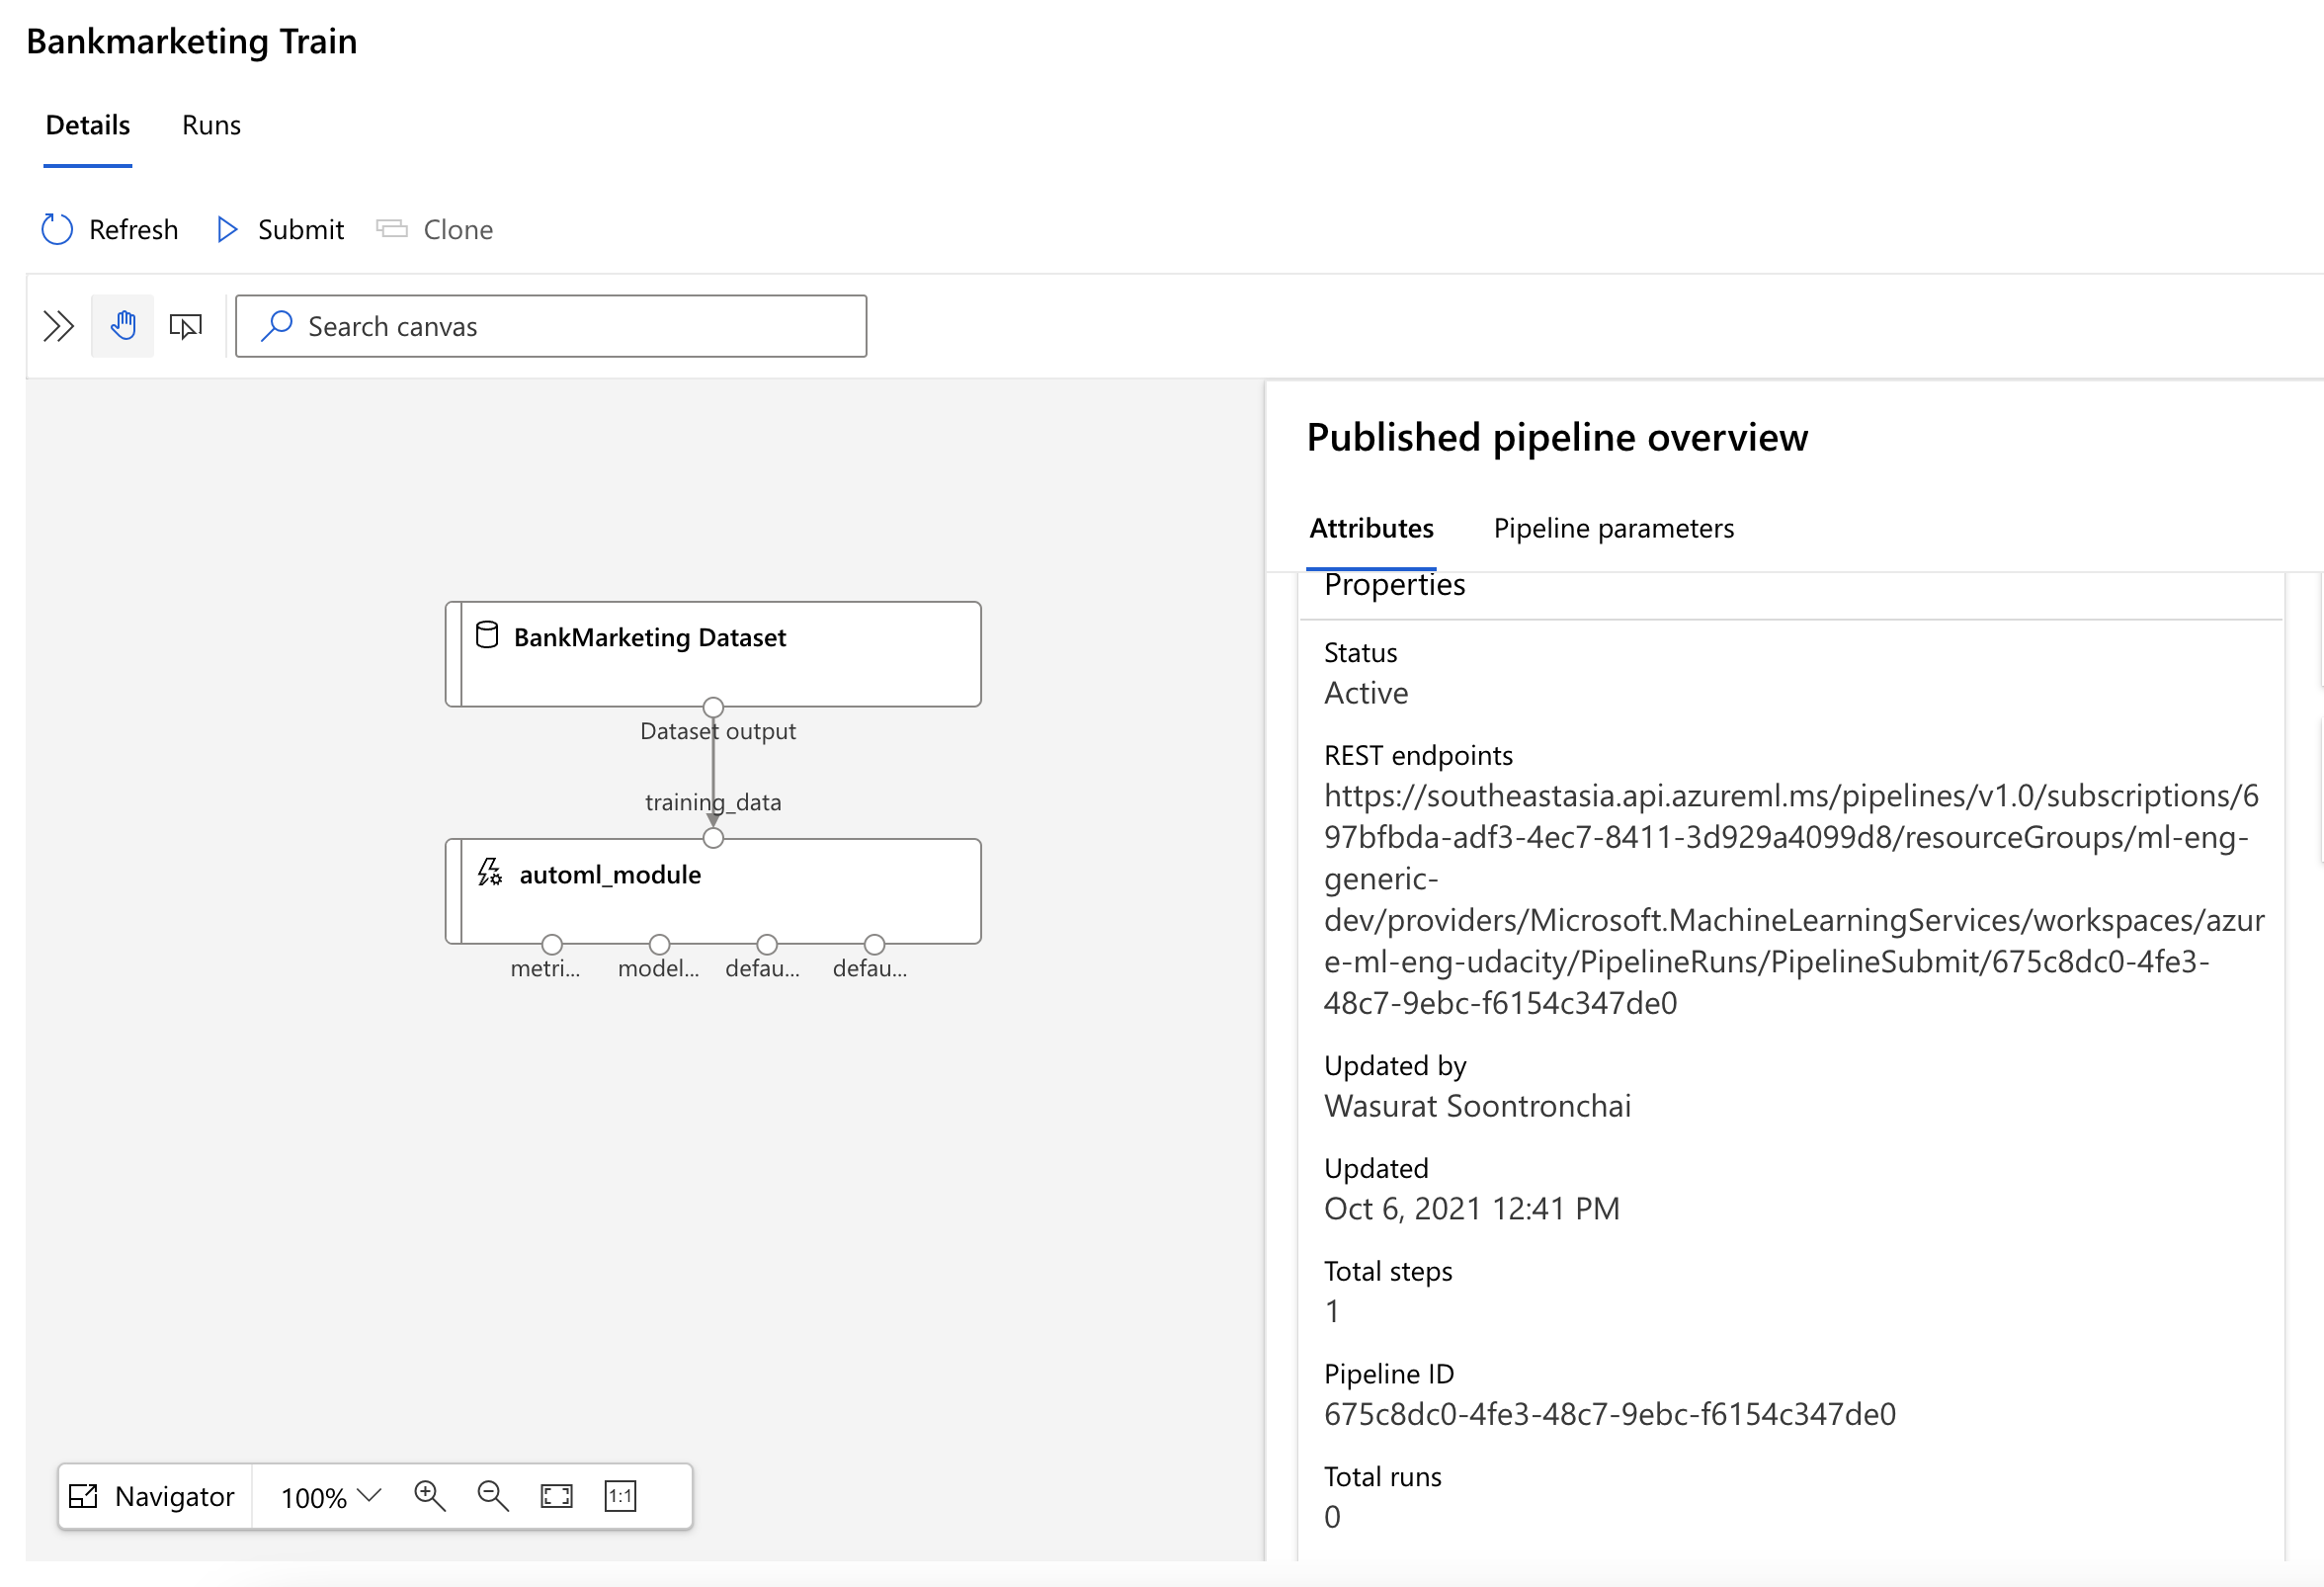 Bankmarketing Train
Details
Runs
Refresh
Submit
Clone
Search canvas
BankMarketing Dataset
Dataset output
training_data
automl_module
metri...
model...
defau...
defau...
Navigator
100%
1:1
Published pipeline overview
Attributes
Pipeline parameters
Properties
Status
Active
REST endpoints
https://southeastasia.api.azureml.ms/pipelines/v1.0/subscriptions/6
97bfbda-adf3-4ec7-8411-3d929a4099d8/resourceGroups/ml-eng-
generic-
dev/providers/Microsoft.MachineLearningServices/workspaces/azur
e-ml-eng-udacity/PipelineRuns/PipelineSubmit/675c8dc0-4fe3-
48c7-9ebc-f6154c347de0
Updated by
Wasurat Soontronchai
Updated
Oct 6, 2021 12:41 PM
Total steps
1
Pipeline ID
675c8dc0-4fe3-48c7-9ebc-f6154c347de0
Total runs
0